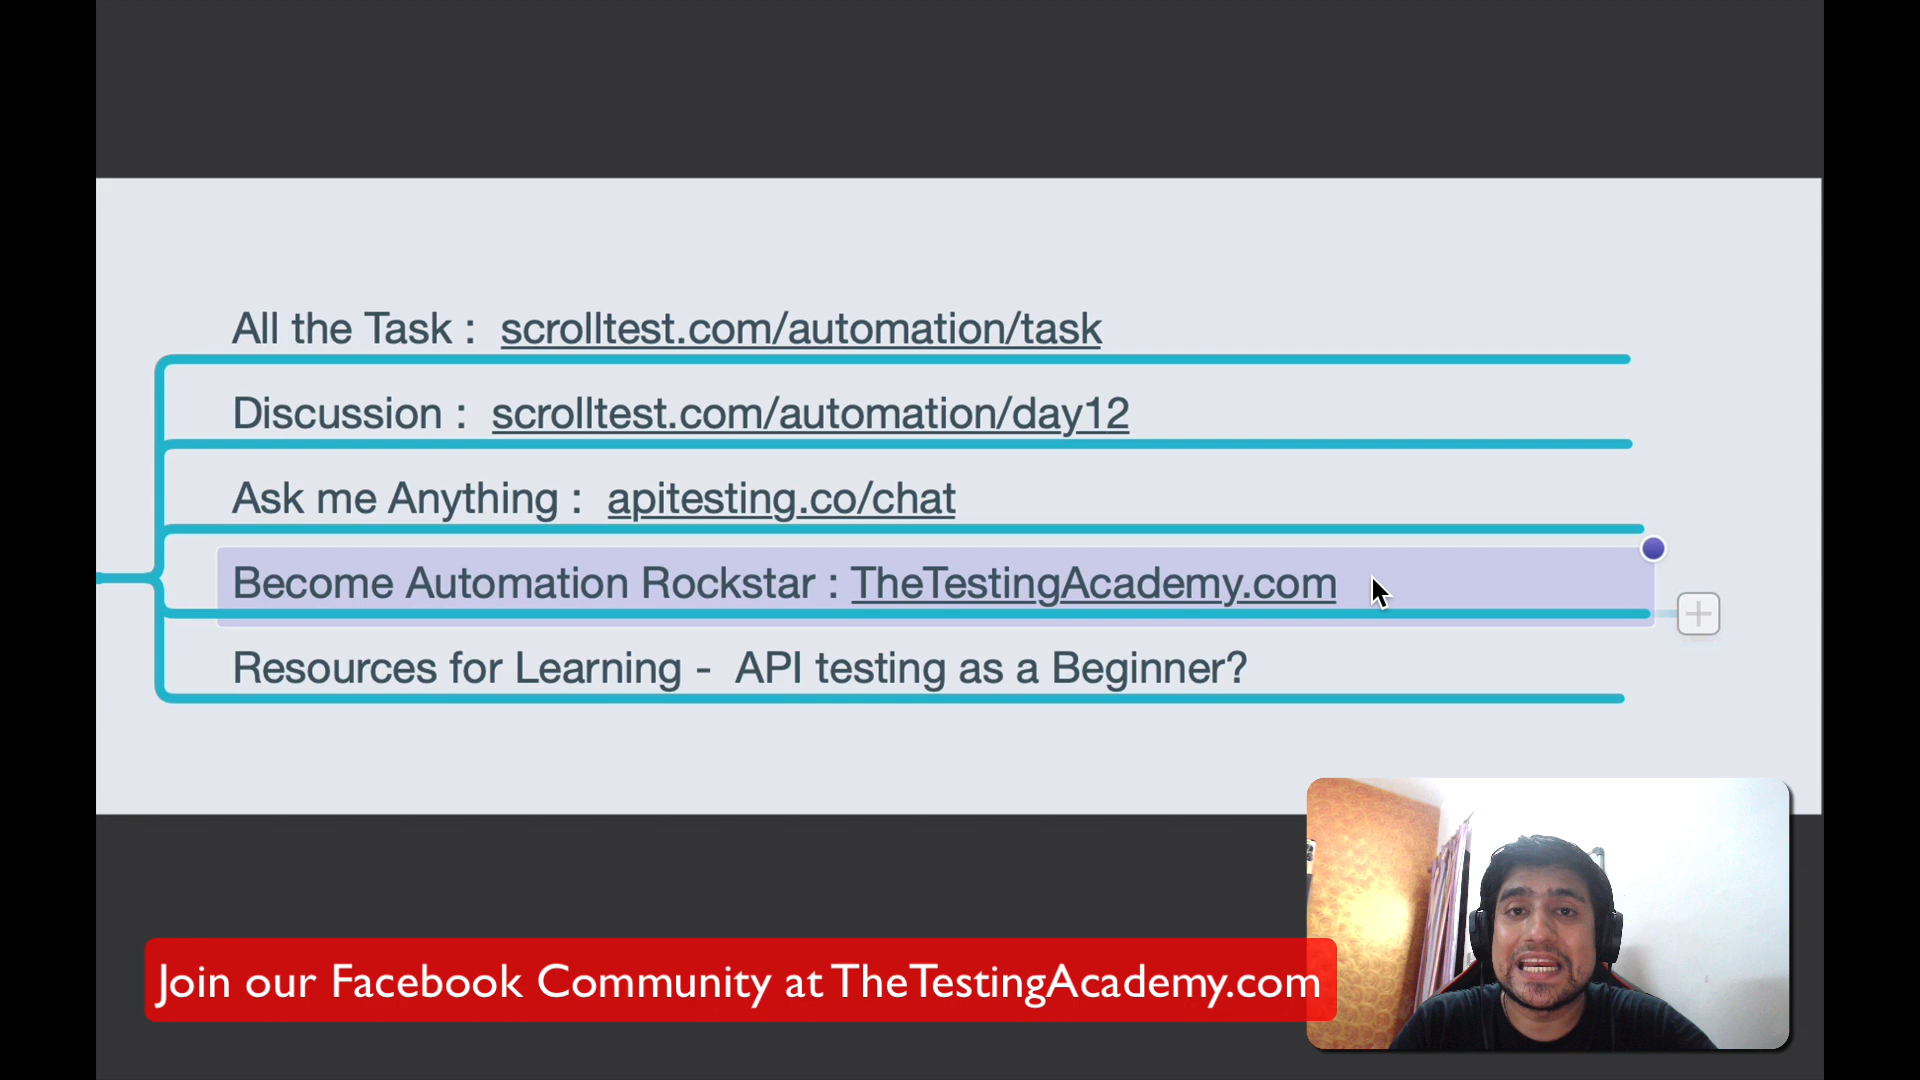 All the Task : scrolltest.com/automation/task
Discussion : scrolltest.com/automation/day12
Ask me Anything : apitesting.co/chat
Become Automation Rockstar : TheTestingAcademy.com
Resources for Learning - API testing as a Beginner?
Join our Facebook Community at TheTestingAcademy.com